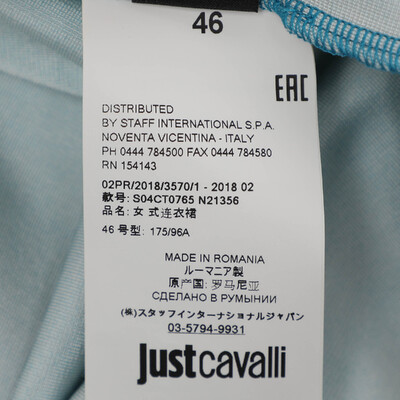 46
EAC
DISTRIBUTED
BY STAFF INTERNATIONAL S.P.A.
NOVENTA VICENTINA - ITALY
PH 0444 784500 FAX 0444 784580
RN 154143
02PR/2018/3570/1 - 2018 02
款号: S04CT0765 N21356
品名: 女式连衣裙
46 号型: 175/96A
MADE IN ROMANIA
ルーマニア製
原产国: 罗马尼亚
СДЕЛАНО В РУМЫНИИ
(株)スタッフインターナショナルジャパン
03-5794-9931
justcavalli